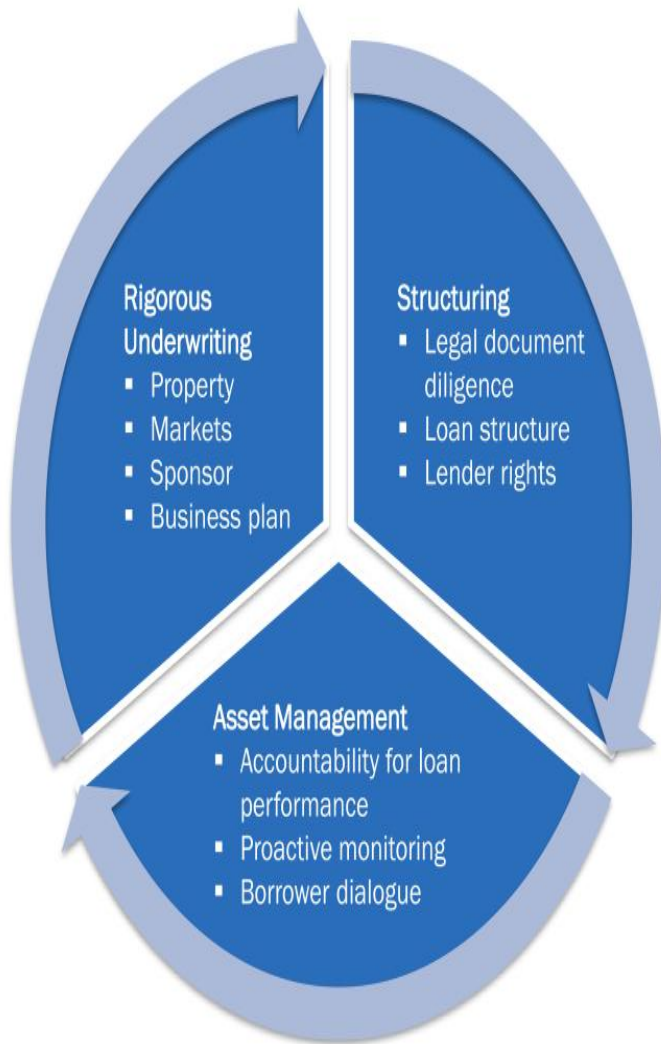 Rigorous
Underwriting
▪ Property
▪ Markets
▪ Sponsor
▪ Business plan
Structuring
▪ Legal document
diligence
▪ Loan structure
▪ Lender rights
Asset Management
▪ Accountability for loan
performance
▪ Proactive monitoring
▪ Borrower dialogue